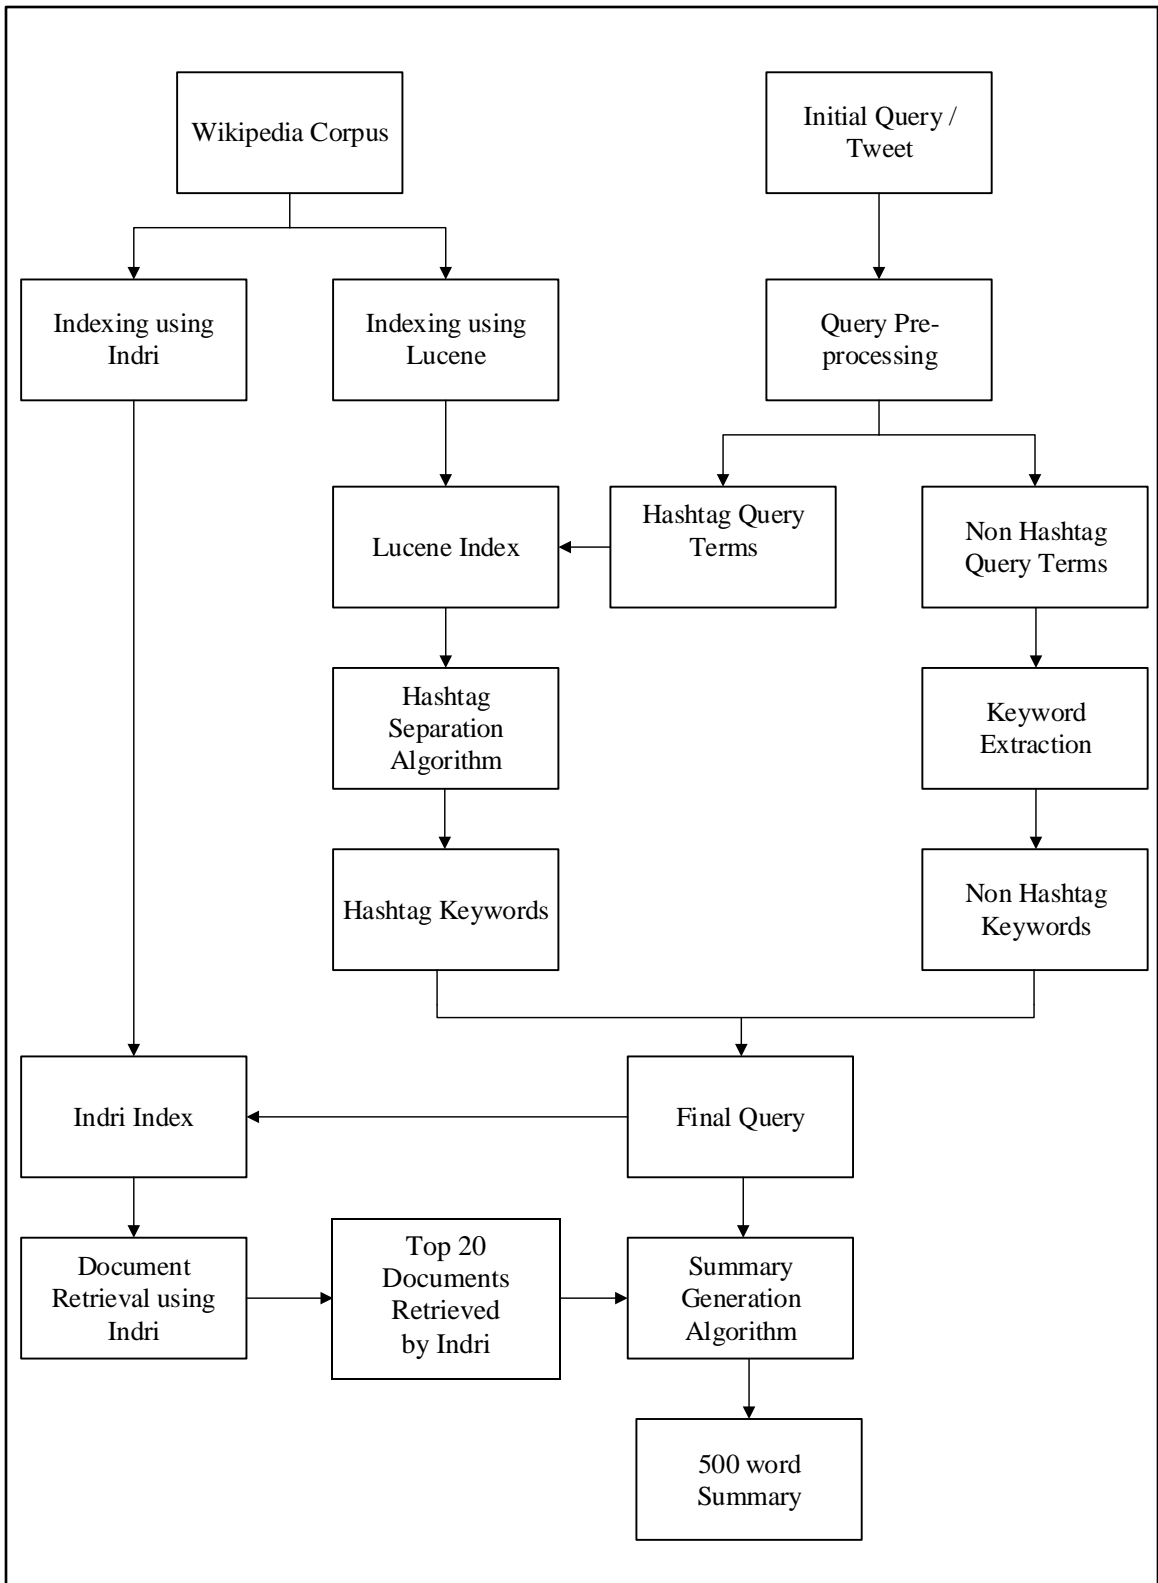 Wikipedia Corpus
Initial Query /
Tweet
Indexing using
Indri
Indexing using
Lucene
Query Pre-
processing
Lucene Index
Hashtag Query
Terms
Non Hashtag
Query Terms
Hashtag
Separation
Algorithm
Keyword
Extraction
Hashtag Keywords
Non Hashtag
Keywords
Indri Index
Final Query
Document
Retrieval using
Indri
Top 20
Documents
Retrieved
by Indri
Summary
Generation
Algorithm
500 word
Summary